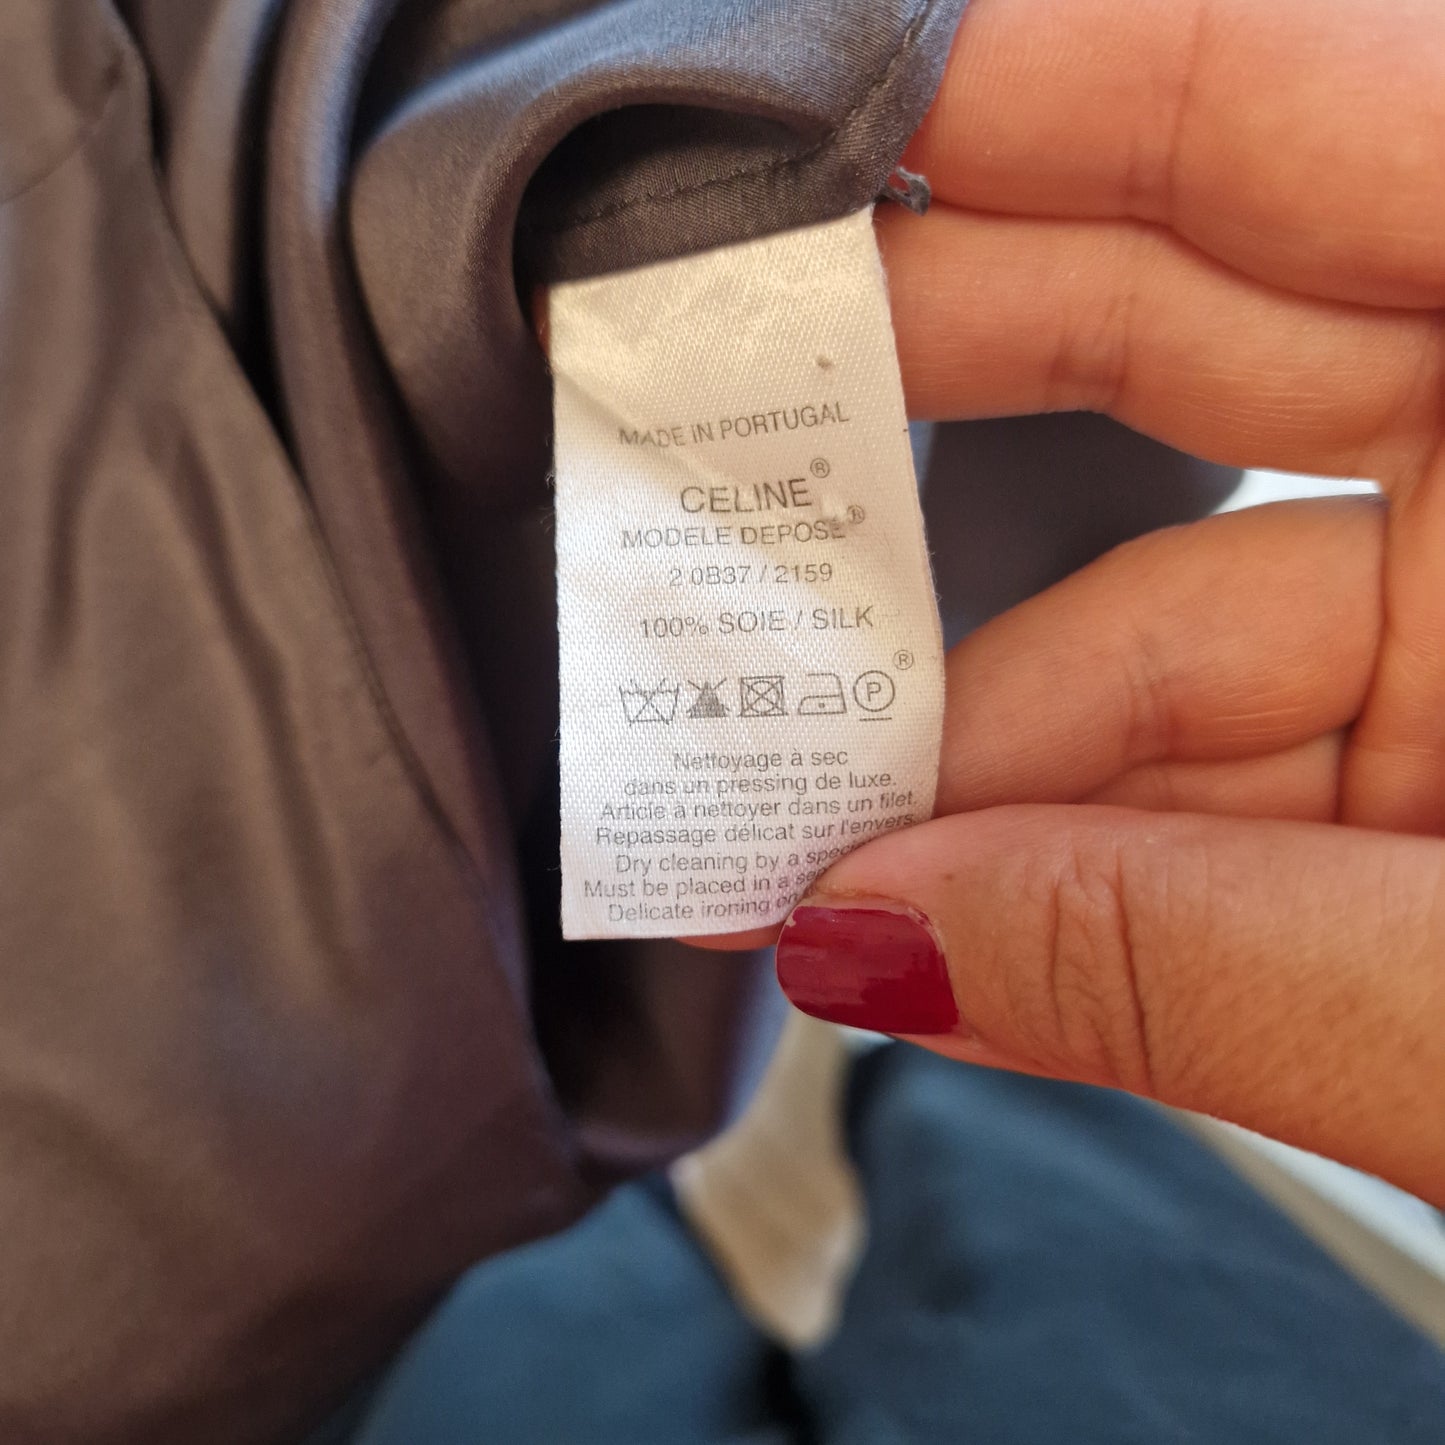 MADE IN PORTUGAL
CELINE®
MODELE DEPOSE®
2 0B37 / 2159
100% SOIE / SILK
P ®
Nettoyage à sec
dans un pressing de luxe.
Article à nettoyer dans un filet.
Repassage délicat sur l'envers.
Dry cleaning by a
Must be placed in a
Delicate ironing on